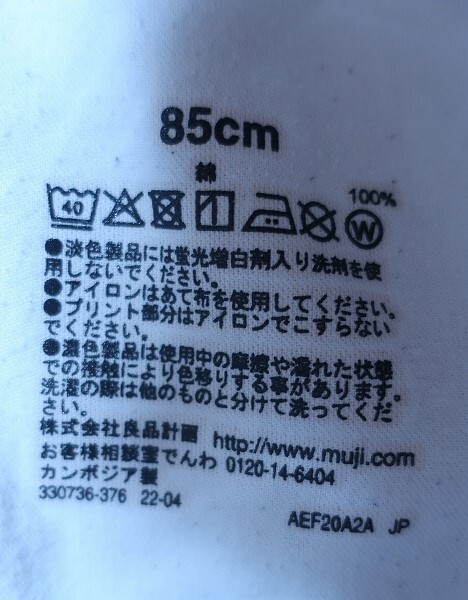 85cm
綿
100%
40
W
●淡色製品には蛍光増白剤入り洗剤を使
用しないでください。
●アイロンはあて布を使用してください。
●プリント部分はアイロンでこすらない
でください。
●濃色製品は使用中の摩擦や濡れた状態
での接触により色移りする事があります。
洗濯の際は他のものと分けて洗ってくだ
さい。
株式会社良品計画 http://www.muji.com
お客様相談室でんわ 0120-14-6404
カンボジア製
330736-376 22-04
AEF20A2A JP